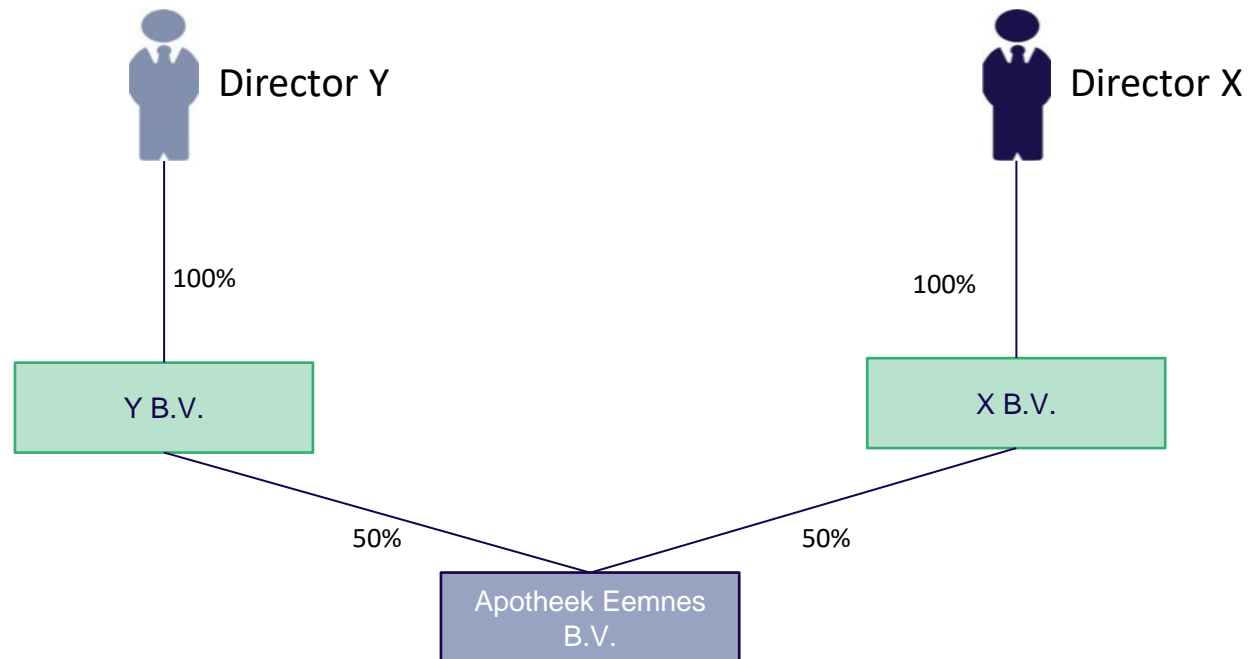 Director Y
Director X
100%
100%
Y B.V.
X B.V.
50%
50%
Apotheek Eemnes
B.V.